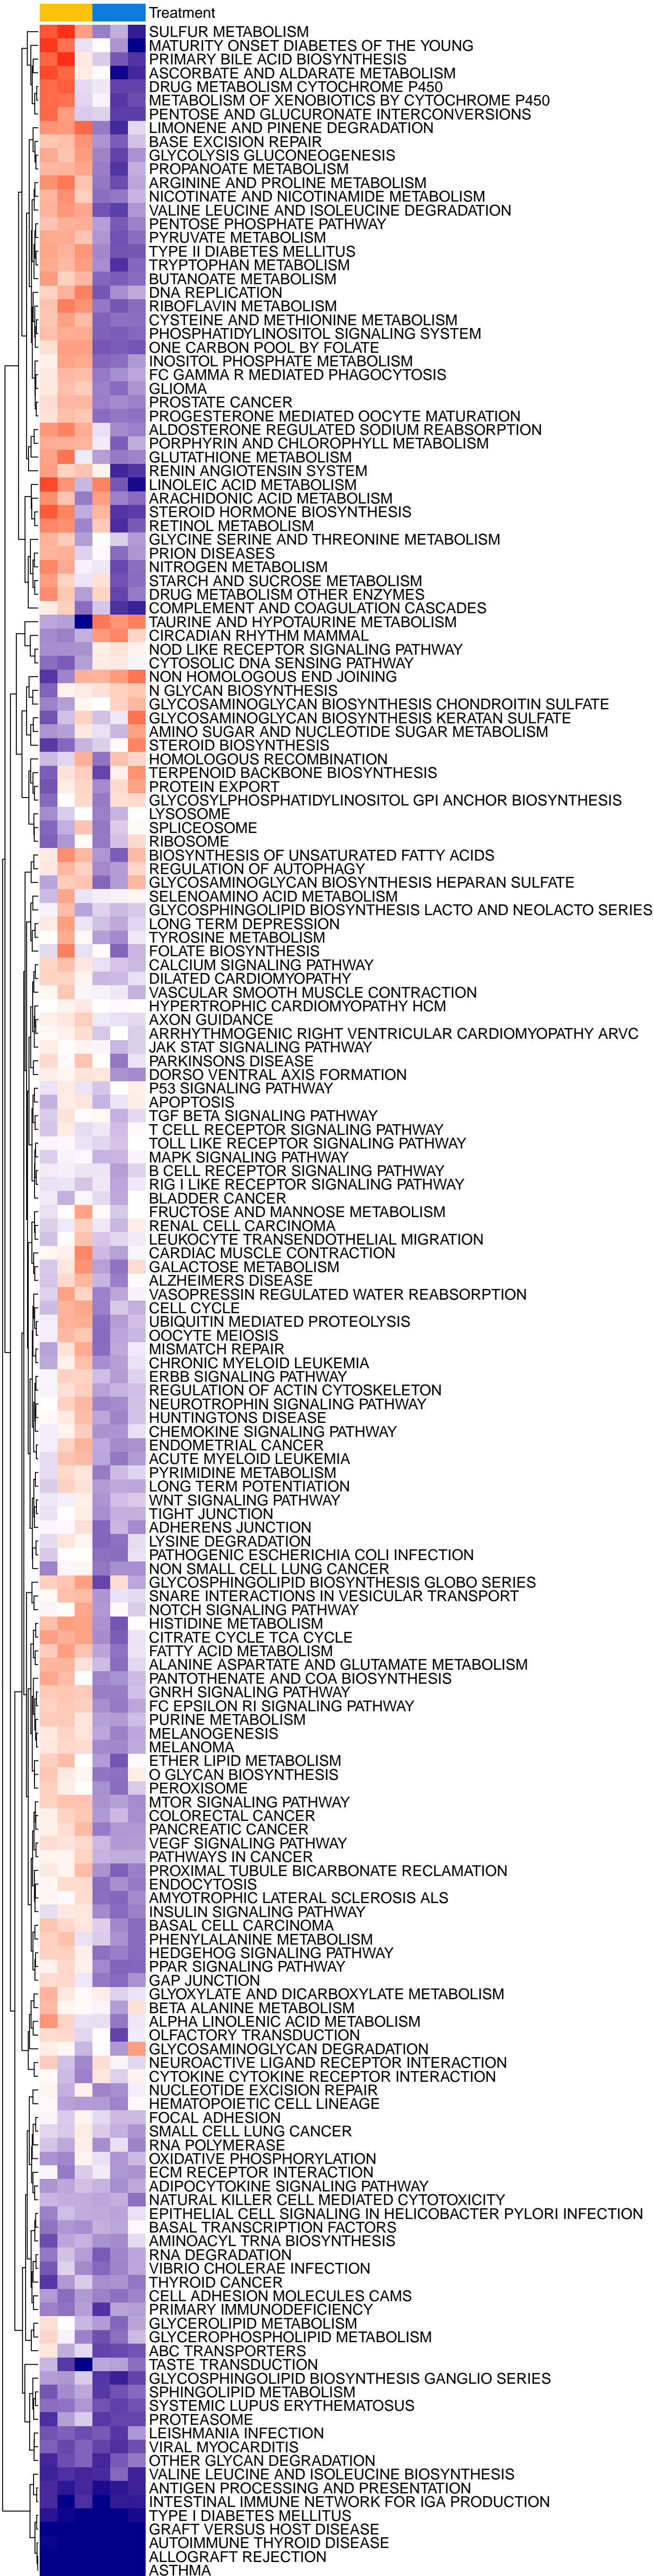 Treatment
SULFUR METABOLISM
MATURITY ONSET DIABETES OF THE YOUNG
PRIMARY BILE ACID BIOSYNTHESIS
ASCORBATE AND ALDARATE METABOLISM
DRUG METABOLISM CYTOCHROME P450
METABOLISM OF XENOBIOTICS BY CYTOCHROME P450
PENTOSE AND GLUCURONATE INTERCONVERSIONS
LIMONENE AND PINENE DEGRADATION
BASE EXCISION REPAIR
GLYCOLYSIS GLUCONEOGENESIS
PROPANOATE METABOLISM
ARGININE AND PROLINE METABOLISM
NICOTINATE AND NICOTINAMIDE METABOLISM
VALINE LEUCINE AND ISOLEUCINE DEGRADATION
PENTOSE PHOSPHATE PATHWAY
PYRUVATE METABOLISM
TYPE II DIABETES MELLITUS
TRYPTOPHAN METABOLISM
BUTANOATE METABOLISM
DNA REPLICATION
RIBOFLAVIN METABOLISM
CYSTEINE AND METHIONINE METABOLISM
PHOSPHATIDYLINOSITOL SIGNALING SYSTEM
ONE CARBON POOL BY FOLATE
INOSITOL PHOSPHATE METABOLISM
FC GAMMA R MEDIATED PHAGOCYTOSIS
GLIOMA
PROSTATE CANCER
PROGESTERONE MEDIATED OOCYTE MATURATION
ALDOSTERONE REGULATED SODIUM REABSORPTION
PORPHYRIN AND CHLOROPHYLL METABOLISM
GLUTATHIONE METABOLISM
RENIN ANGIOTENSIN SYSTEM
LINOLEIC ACID METABOLISM
ARACHIDONIC ACID METABOLISM
STEROID HORMONE BIOSYNTHESIS
RETINOL METABOLISM
GLYCINE SERINE AND THREONINE METABOLISM
PRION DISEASES
NITROGEN METABOLISM
STARCH AND SUCROSE METABOLISM
DRUG METABOLISM OTHER ENZYMES
COMPLEMENT AND COAGULATION CASCADES
TAURINE AND HYPOTAURINE METABOLISM
CIRCADIAN RHYTHM MAMMAL
NOD LIKE RECEPTOR SIGNALING PATHWAY
CYTOSOLIC DNA SENSING PATHWAY
NON HOMOLOGOUS END JOINING
N GLYCAN BIOSYNTHESIS
GLYCOSAMINOGLYCAN BIOSYNTHESIS CHONDROITIN SULFATE
GLYCOSAMINOGLYCAN BIOSYNTHESIS KERATAN SULFATE
AMINO SUGAR AND NUCLEOTIDE SUGAR METABOLISM
STEROID BIOSYNTHESIS
HOMOLOGOUS RECOMBINATION
TERPENOID BACKBONE BIOSYNTHESIS
PROTEIN EXPORT
GLYCOSYLPHOSPHATIDYLINOSITOL GPI ANCHOR BIOSYNTHESIS
LYSOSOME
SPLICEOSOME
RIBOSOME
BIOSYNTHESIS OF UNSATURATED FATTY ACIDS
REGULATION OF AUTOPHAGY
GLYCOSAMINOGLYCAN BIOSYNTHESIS HEPARAN SULFATE
SELENOAMINO ACID METABOLISM
GLYCOSPHINGOLIPID BIOSYNTHESIS LACTO AND NEOLACTO SERIES
LONG TERM DEPRESSION
TYROSINE METABOLISM
FOLATE BIOSYNTHESIS
CALCIUM SIGNALING PATHWAY
DILATED CARDIOMYOPATHY
VASCULAR SMOOTH MUSCLE CONTRACTION
HYPERTROPHIC CARDIOMYOPATHY HCM
AXON GUIDANCE
ARRHYTHMOGENIC RIGHT VENTRICULAR CARDIOMYOPATHY ARVC
JAK STAT SIGNALING PATHWAY
PARKINSONS DISEASE
DORSO VENTRAL AXIS FORMATION
P53 SIGNALING PATHWAY
APOPTOSIS
TGF BETA SIGNALING PATHWAY
T CELL RECEPTOR SIGNALING PATHWAY
TOLL LIKE RECEPTOR SIGNALING PATHWAY
MAPK SIGNALING PATHWAY
B CELL RECEPTOR SIGNALING PATHWAY
RIG I LIKE RECEPTOR SIGNALING PATHWAY
BLADDER CANCER
FRUCTOSE AND MANNOSE METABOLISM
RENAL CELL CARCINOMA
LEUKOCYTE TRANSENDOTHELIAL MIGRATION
CARDIAC MUSCLE CONTRACTION
GALACTOSE METABOLISM
ALZHEIMERS DISEASE
VASOPRESSIN REGULATED WATER REABSORPTION
CELL CYCLE
UBIQUITIN MEDIATED PROTEOLYSIS
OOCYTE MEIOSIS
MISMATCH REPAIR
CHRONIC MYELOID LEUKEMIA
ERBB SIGNALING PATHWAY
REGULATION OF ACTIN CYTOSKELETON
NEUROTROPHIN SIGNALING PATHWAY
HUNTINGTONS DISEASE
CHEMOKINE SIGNALING PATHWAY
ENDOMETRIAL CANCER
ACUTE MYELOID LEUKEMIA
PYRIMIDINE METABOLISM
LONG TERM POTENTIATION
WNT SIGNALING PATHWAY
TIGHT JUNCTION
ADHERENS JUNCTION
LYSINE DEGRADATION
PATHOGENIC ESCHERICHIA COLI INFECTION
NON SMALL CELL LUNG CANCER
GLYCOSPHINGOLIPID BIOSYNTHESIS GLOBO SERIES
SNARE INTERACTIONS IN VESICULAR TRANSPORT
NOTCH SIGNALING PATHWAY
HISTIDINE METABOLISM
CITRATE CYCLE TCA CYCLE
FATTY ACID METABOLISM
ALANINE ASPARTATE AND GLUTAMATE METABOLISM
PANTOTHENATE AND COA BIOSYNTHESIS
GNRH SIGNALING PATHWAY
FC EPSILON RI SIGNALING PATHWAY
PURINE METABOLISM
MELANOGENESIS
MELANOMA
ETHER LIPID METABOLISM
O GLYCAN BIOSYNTHESIS
PEROXISOME
MTOR SIGNALING PATHWAY
COLORECTAL CANCER
PANCREATIC CANCER
VEGF SIGNALING PATHWAY
PATHWAYS IN CANCER
PROXIMAL TUBULE BICARBONATE RECLAMATION
ENDOCYTOSIS
AMYOTROPHIC LATERAL SCLEROSIS ALS
INSULIN SIGNALING PATHWAY
BASAL CELL CARCINOMA
PHENYLALANINE METABOLISM
HEDGEHOG SIGNALING PATHWAY
PPAR SIGNALING PATHWAY
GAP JUNCTION
GLYOXYLATE AND DICARBOXYLATE METABOLISM
BETA ALANINE METABOLISM
ALPHA LINOLENIC ACID METABOLISM
OLFACTORY TRANSDUCTION
GLYCOSAMINOGLYCAN DEGRADATION
NEUROACTIVE LIGAND RECEPTOR INTERACTION
CYTOKINE CYTOKINE RECEPTOR INTERACTION
NUCLEOTIDE EXCISION REPAIR
HEMATOPOIETIC CELL LINEAGE
FOCAL ADHESION
SMALL CELL LUNG CANCER
RNA POLYMERASE
OXIDATIVE PHOSPHORYLATION
ECM RECEPTOR INTERACTION
ADIPOCYTOKINE SIGNALING PATHWAY
NATURAL KILLER CELL MEDIATED CYTOTOXICITY
EPITHELIAL CELL SIGNALING IN HELICOBACTER PYLORI INFECTION
BASAL TRANSCRIPTION FACTORS
AMINOACYL TRNA BIOSYNTHESIS
RNA DEGRADATION
VIBRIO CHOLERAE INFECTION
THYROID CANCER
CELL ADHESION MOLECULES CAMS
PRIMARY IMMUNODEFICIENCY
GLYCEROLIPID METABOLISM
GLYCEROPHOSPHOLIPID METABOLISM
ABC TRANSPORTERS
TASTE TRANSDUCTION
GLYCOSPHINGOLIPID BIOSYNTHESIS GANGLIO SERIES
SPHINGOLIPID METABOLISM
SYSTEMIC LUPUS ERYTHEMATOSUS
PROTEASOME
LEISHMANIA INFECTION
VIRAL MYOCARDITIS
OTHER GLYCAN DEGRADATION
VALINE LEUCINE AND ISOLEUCINE BIOSYNTHESIS
ANTIGEN PROCESSING AND PRESENTATION
INTESTINAL IMMUNE NETWORK FOR IGA PRODUCTION
TYPE I DIABETES MELLITUS
GRAFT VERSUS HOST DISEASE
AUTOIMMUNE THYROID DISEASE
ALLOGRAFT REJECTION
ASTHMA